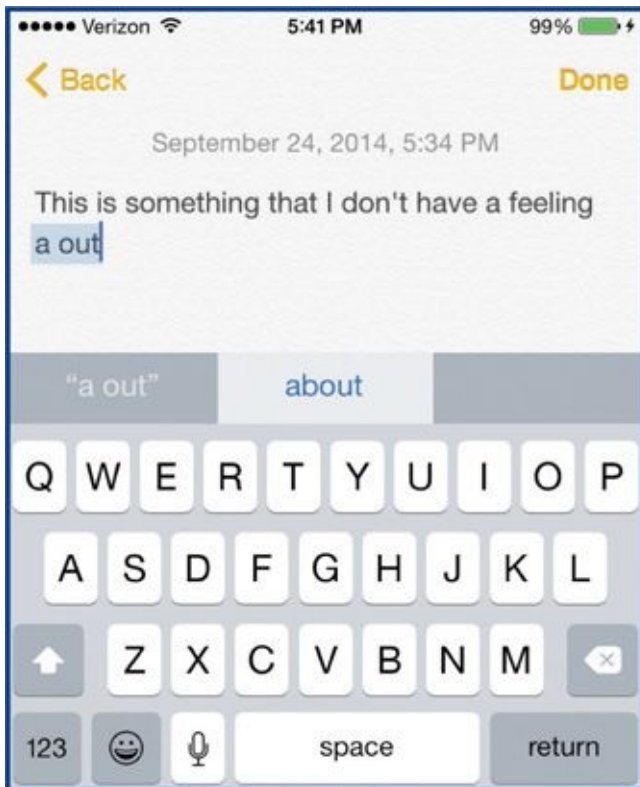 Verizon 5:41 PM 99%
Back Done
September 24, 2014, 5:34 PM
This is something that I don't have a feeling
a out
“a out” about
Q W E R T Y U I O P
A S D F G H J K L
Z X C V B N M
123 space return